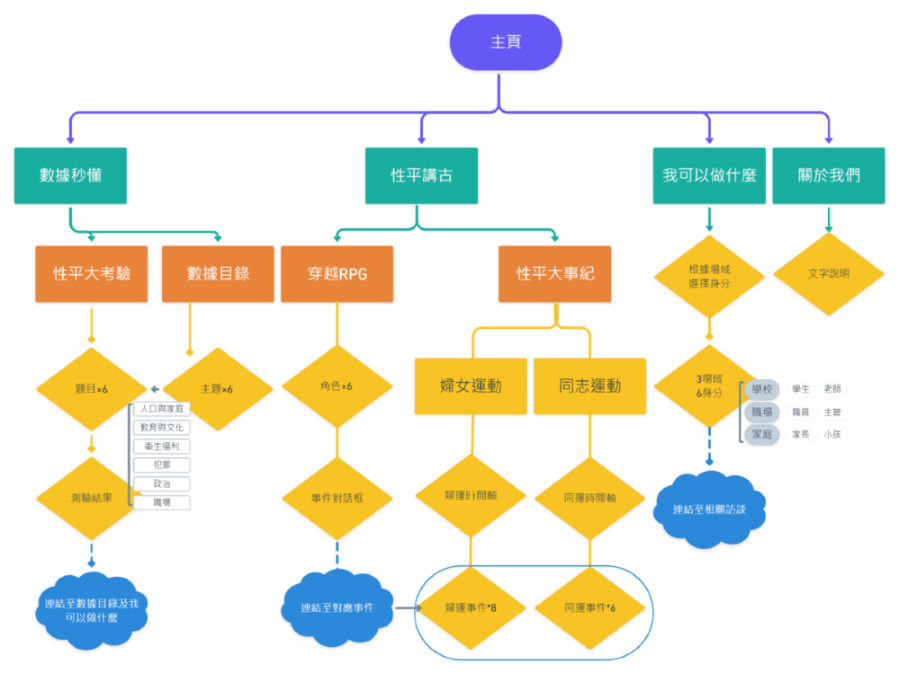 主頁
數據秒懂
性平講古
我可以做什麼
關於我們
性平大考驗
數據目錄
穿越RPG
性平大事紀
根據場域
選擇身分
文字說明
題目×6
主題×6
角色×6
婦女運動
同志運動
3場域
6身分
學校 學生 老師
職場 職員 主管
家庭 家長 小孩
人口與家庭
教育與文化
衛生福利
犯罪
政治
職場
測驗結果
事件對話框
婦運時間軸
同運時間軸
連結至相關訪談
連結至數據目錄及我
可以做什麼
連結至對應事件
婦運事件*8
同運事件*6